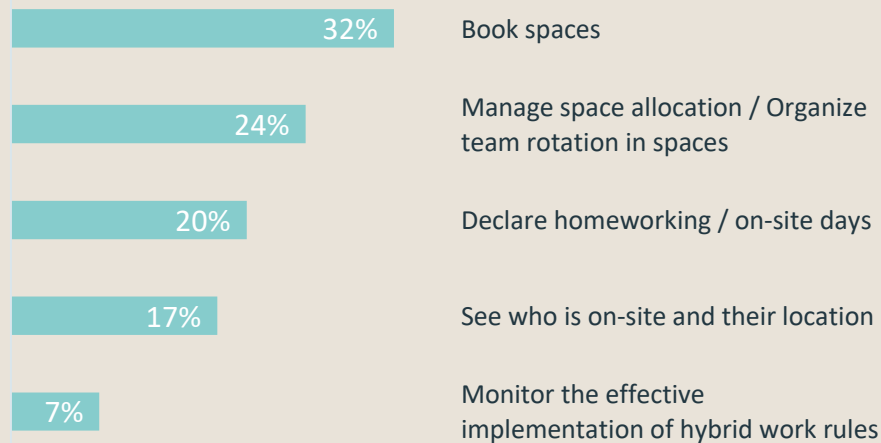 32% Book spaces
24% Manage space allocation / Organize
team rotation in spaces
20% Declare homeworking / on-site days
17% See who is on-site and their location
7% Monitor the effective
implementation of hybrid work rules